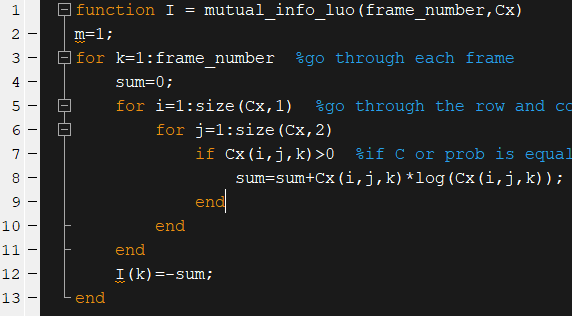 1 function I = mutual_info_luo(frame_number,Cx)
2 m=1;
3 for k=1:frame_number %go through each frame
4 sum=0;
5 for i=1:size(Cx,1) %go through the row and co
6 for j=1:size(Cx,2)
7 if Cx(i,j,k)>0 %if C or prob is equal
8 sum=sum+Cx(i,j,k)*log(Cx(i,j,k));
9 end
10 end
11 end
12 I(k)=-sum;
13 end